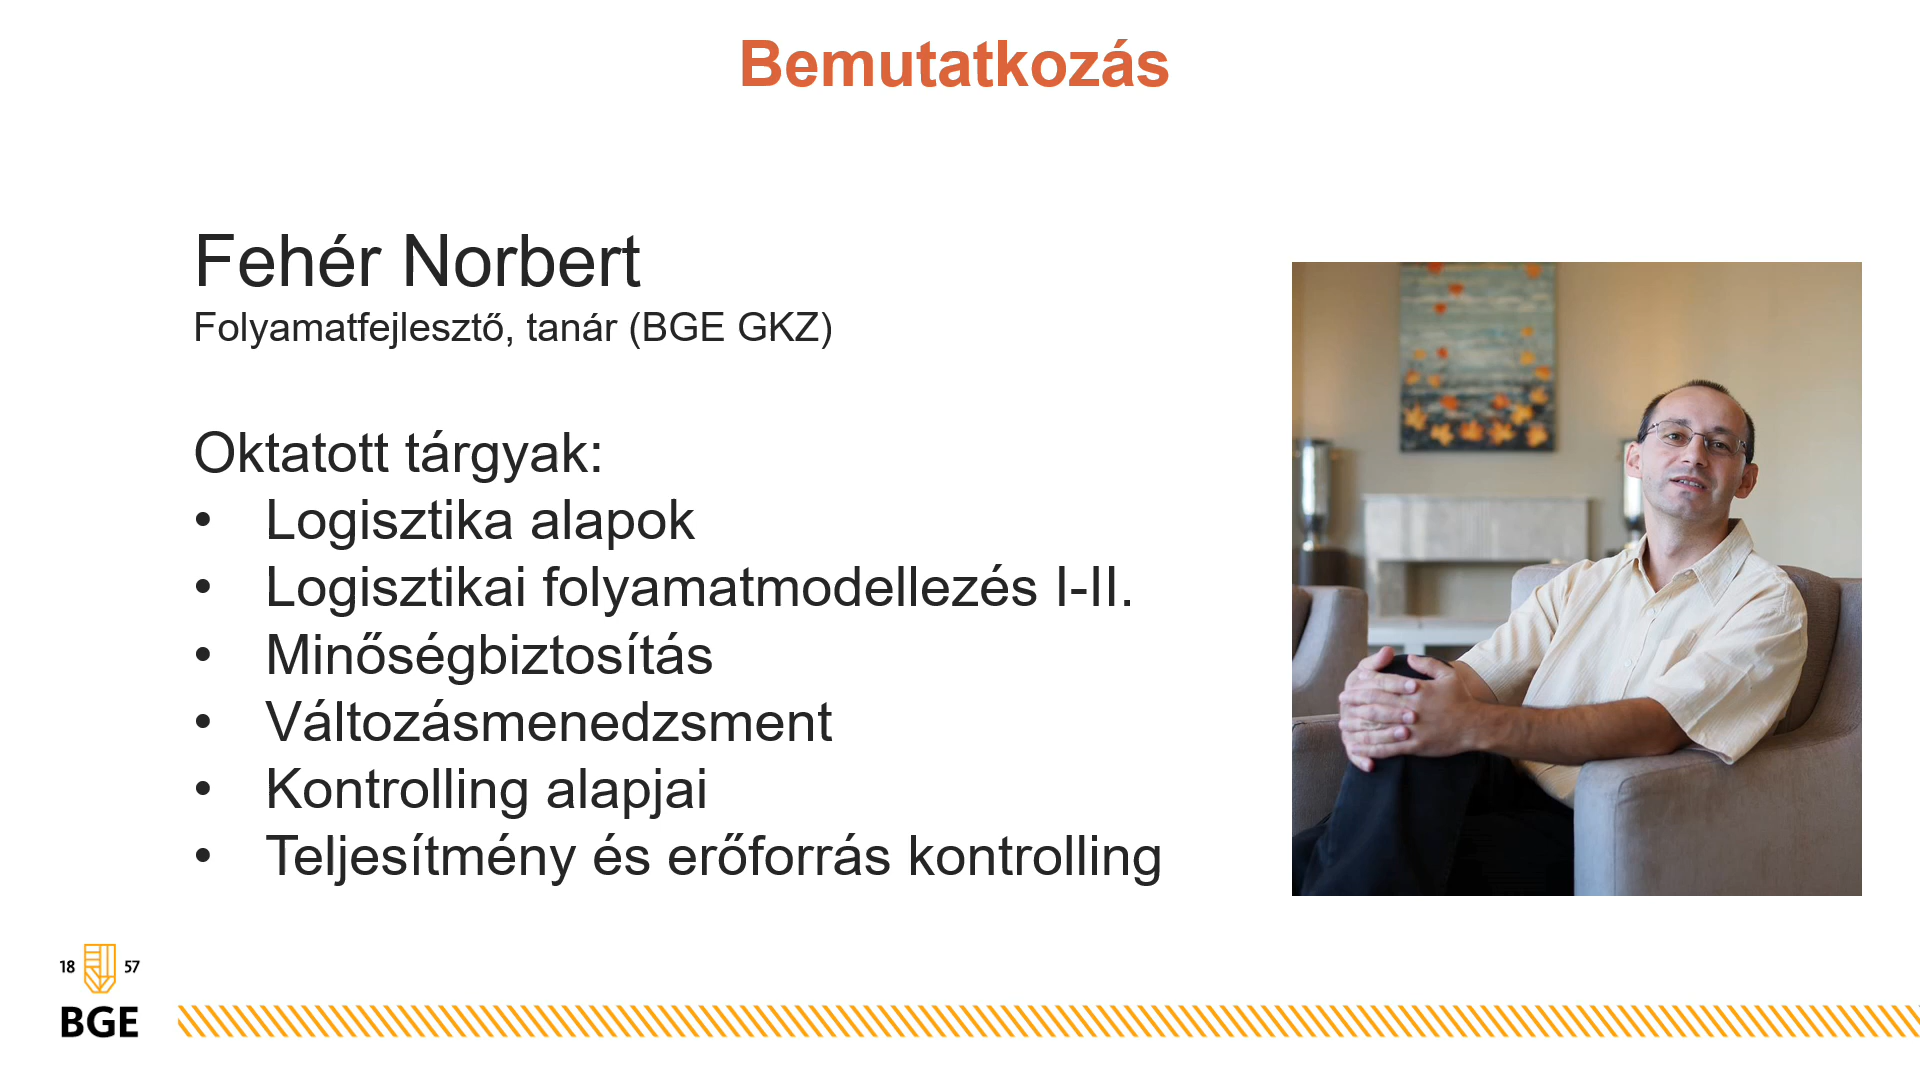 Bemutatkozás
Fehér Norbert
Folyamatfejlesztő, tanár (BGE GKZ)
Oktatott tárgyak:
• Logisztika alapok
• Logisztikai folyamatmodellezés I-II.
• Minőségbiztosítás
• Változásmenedzsment
• Kontrolling alapjai
• Teljesítmény és erőforrás kontrolling
18 57
BGE